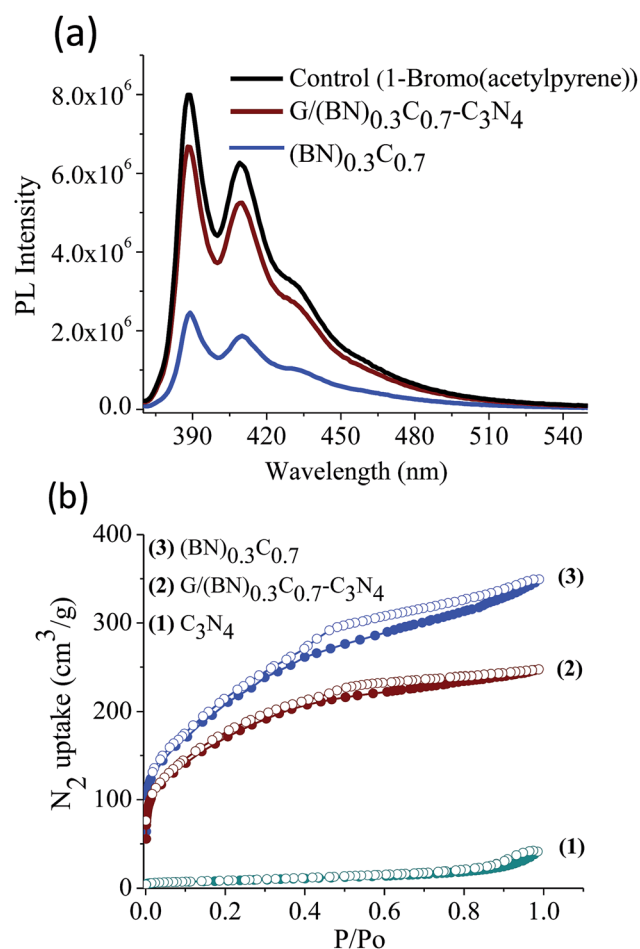 (a)
Control (1-Bromo(acetylpyrene))
G/(BN)0.3C0.7-C3N4
(BN)0.3C0.7
PL Intensity
8.0x10^6
6.0x10^6
4.0x10^6
2.0x10^6
0.0
390 420 450 480 510 540
Wavelength (nm)
(b)
(3) (BN)0.3C0.7
(2) G/(BN)0.3C0.7-C3N4
(1) C3N4
N2 uptake (cm^3/g)
400
300
200
100
0
(3)
(2)
(1)
0.0 0.2 0.4 0.6 0.8 1.0
P/Po